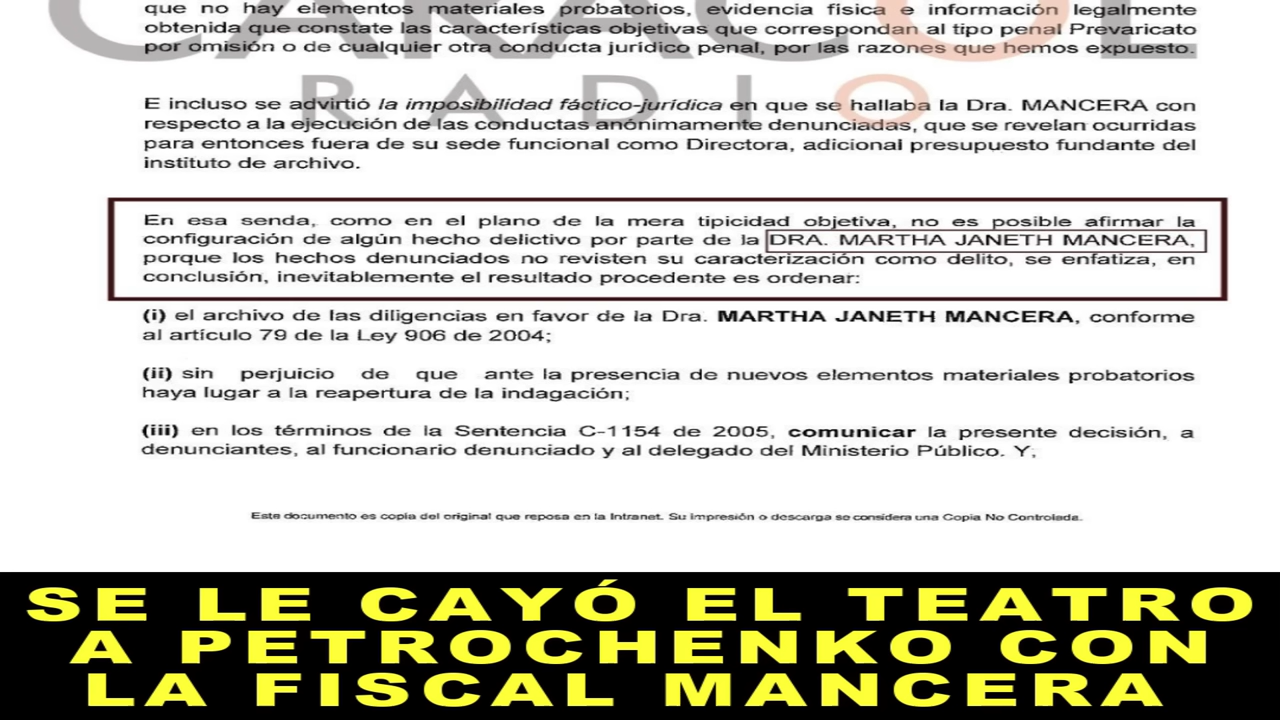 que no hay elementos materiales probatorios, evidencia física e información legalmente
obtenida que constate las características objetivas que correspondan al tipo penal Prevaricato
por omisión o de cualquier otra conducta jurídico penal, por las razones que hemos expuesto.
CARACOL
RADIO
E incluso se advirtió la imposibilidad fáctico-jurídica en que se hallaba la Dra. MANCERA con
respecto a la ejecución de las conductas anónimamente denunciadas, que se revelan ocurridas
para entonces fuera de su sede funcional como Directora, adicional presupuesto fundante del
instituto de archivo.
En esa senda, como en el plano de la mera tipicidad objetiva, no es posible afirmar la
configuración de algún hecho delictivo por parte de la DRA. MARTHA JANETH MANCERA,
porque los hechos denunciados no revisten su caracterización como delito, se enfatiza, en
conclusión, inevitablemente el resultado procedente es ordenar:
(i) el archivo de las diligencias en favor de la Dra. MARTHA JANETH MANCERA, conforme
al artículo 79 de la Ley 906 de 2004;
(ii) sin perjuicio de que ante la presencia de nuevos elementos materiales probatorios
haya lugar a la reapertura de la indagación;
(iii) en los términos de la Sentencia C-1154 de 2005, comunicar la presente decisión, a
denunciantes, al funcionario denunciado y al delegado del Ministerio Público. Y,
Este documento es copia del original que reposa en la Intranet. Su impresión o descarga se considera una Copia No Controlada.
SE LE CAYÓ EL TEATRO
A PETROCHENKO CON
LA FISCAL MANCERA